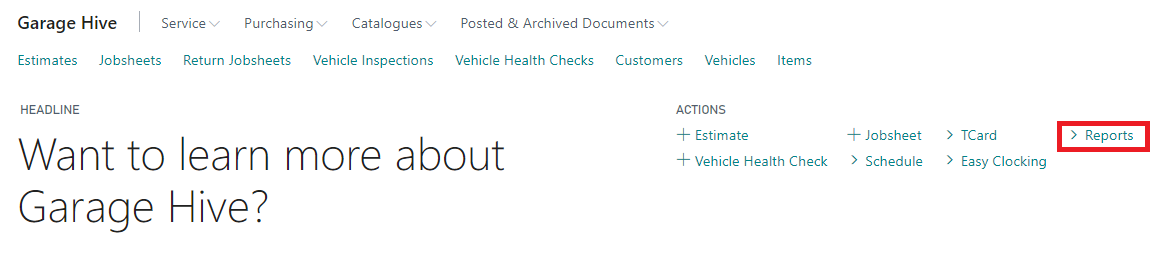 Garage Hive Service Purchasing Catalogues Posted & Archived Documents
Estimates Jobsheets Return Jobsheets Vehicle Inspections Vehicle Health Checks Customers Vehicles Items
HEADLINE
Want to learn more about
Garage Hive?
ACTIONS
Estimate Jobsheet TCard Reports
Vehicle Health Check Schedule Easy Clocking